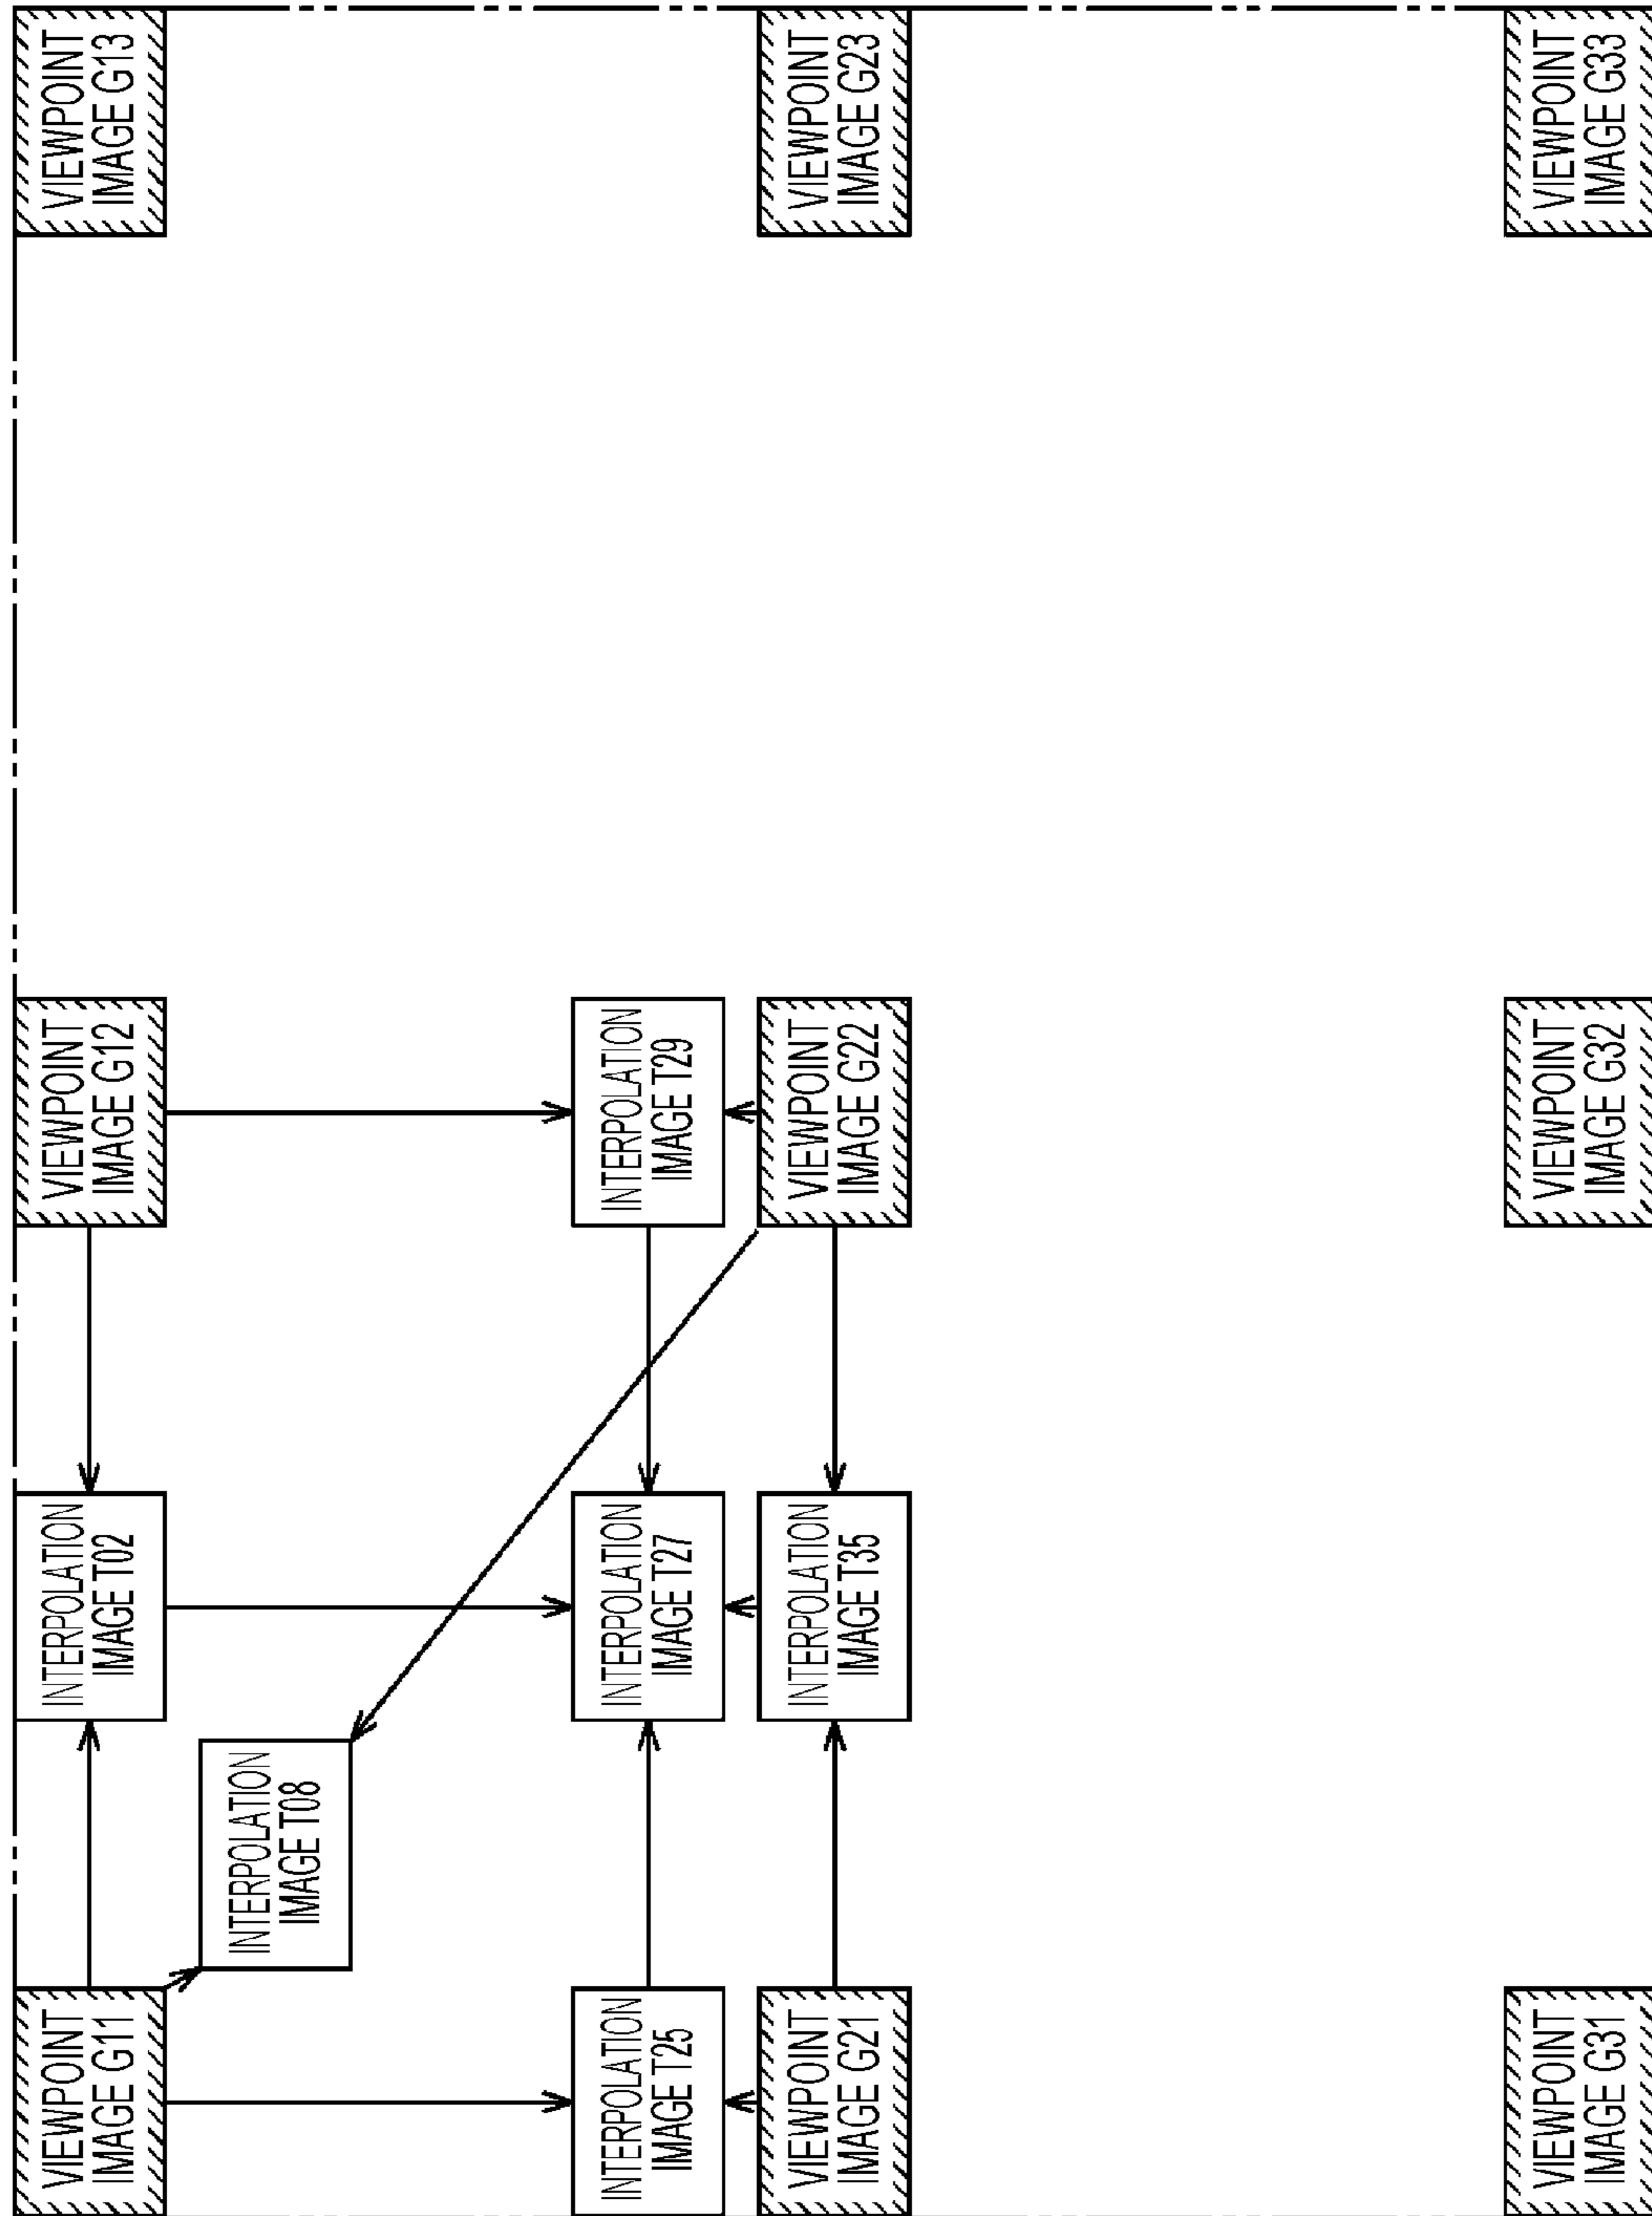 VIEWPOINT
IMAGE G11
INTERPOLATION
IMAGE T02
VIEWPOINT
IMAGE G12
VIEWPOINT
IMAGE G13
INTERPOLATION
IMAGE T08
INTERPOLATION
IMAGE T25
INTERPOLATION
IMAGE T27
INTERPOLATION
IMAGE T29
VIEWPOINT
IMAGE G21
INTERPOLATION
IMAGE T35
VIEWPOINT
IMAGE G22
VIEWPOINT
IMAGE G23
VIEWPOINT
IMAGE G31
VIEWPOINT
IMAGE G32
VIEWPOINT
IMAGE G33